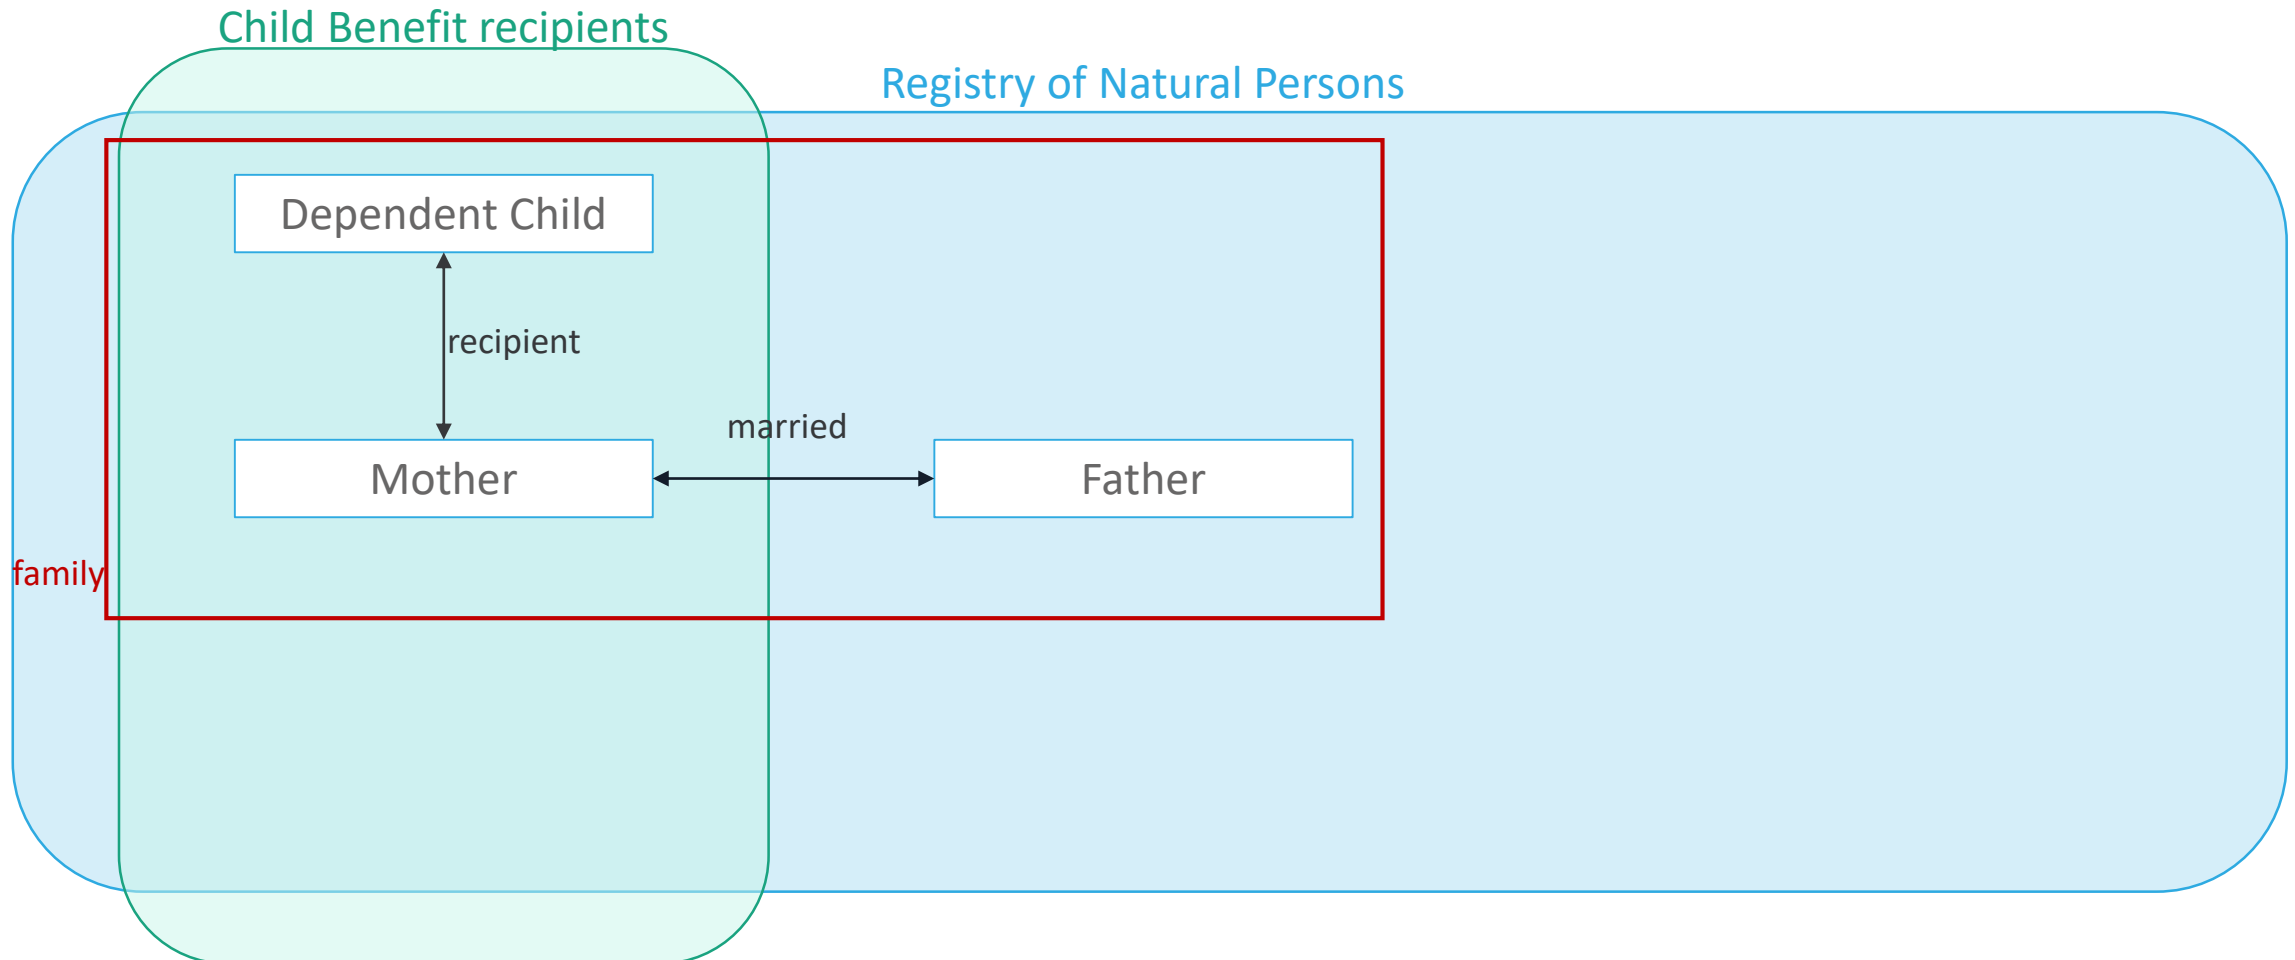 Child Benefit recipients
Registry of Natural Persons
Dependent Child
recipient
married
Mother
Father
family